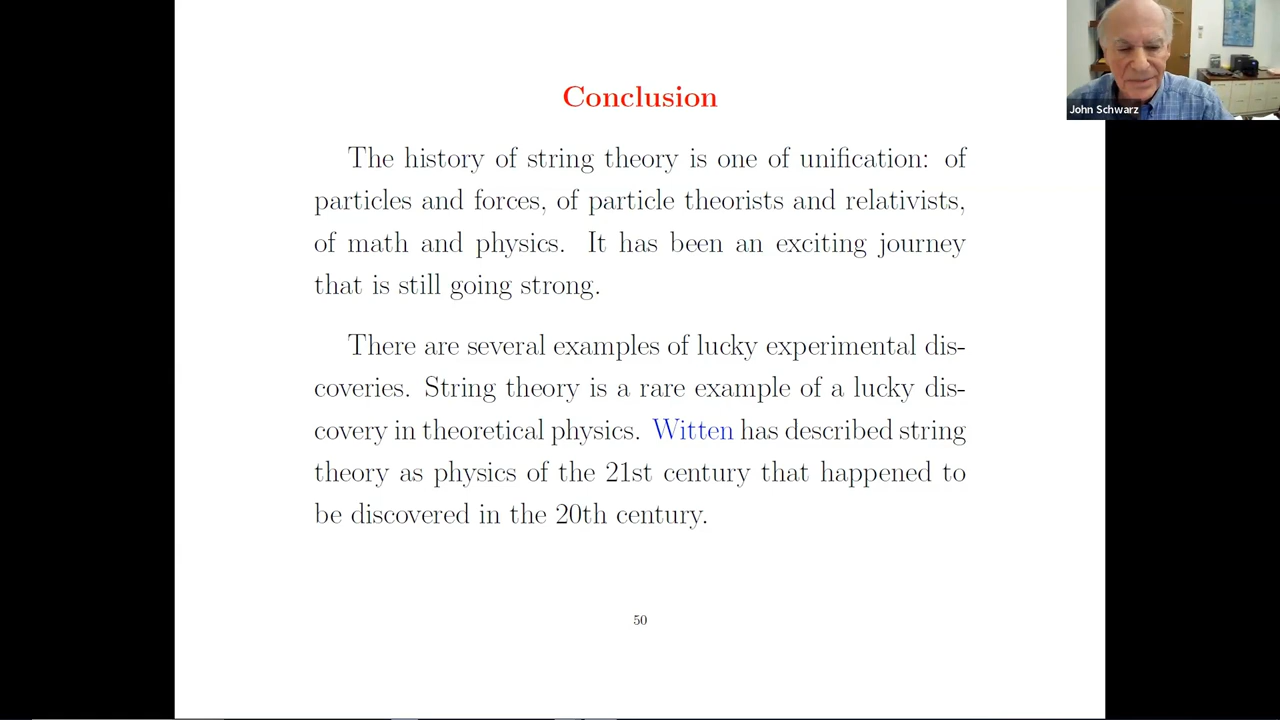 Conclusion
John Schwarz
The history of string theory is one of unification: of
particles and forces, of particle theorists and relativists,
of math and physics. It has been an exciting journey
that is still going strong.
There are several examples of lucky experimental dis-
coveries. String theory is a rare example of a lucky dis-
covery in theoretical physics. Witten has described string
theory as physics of the 21st century that happened to
be discovered in the 20th century.
50